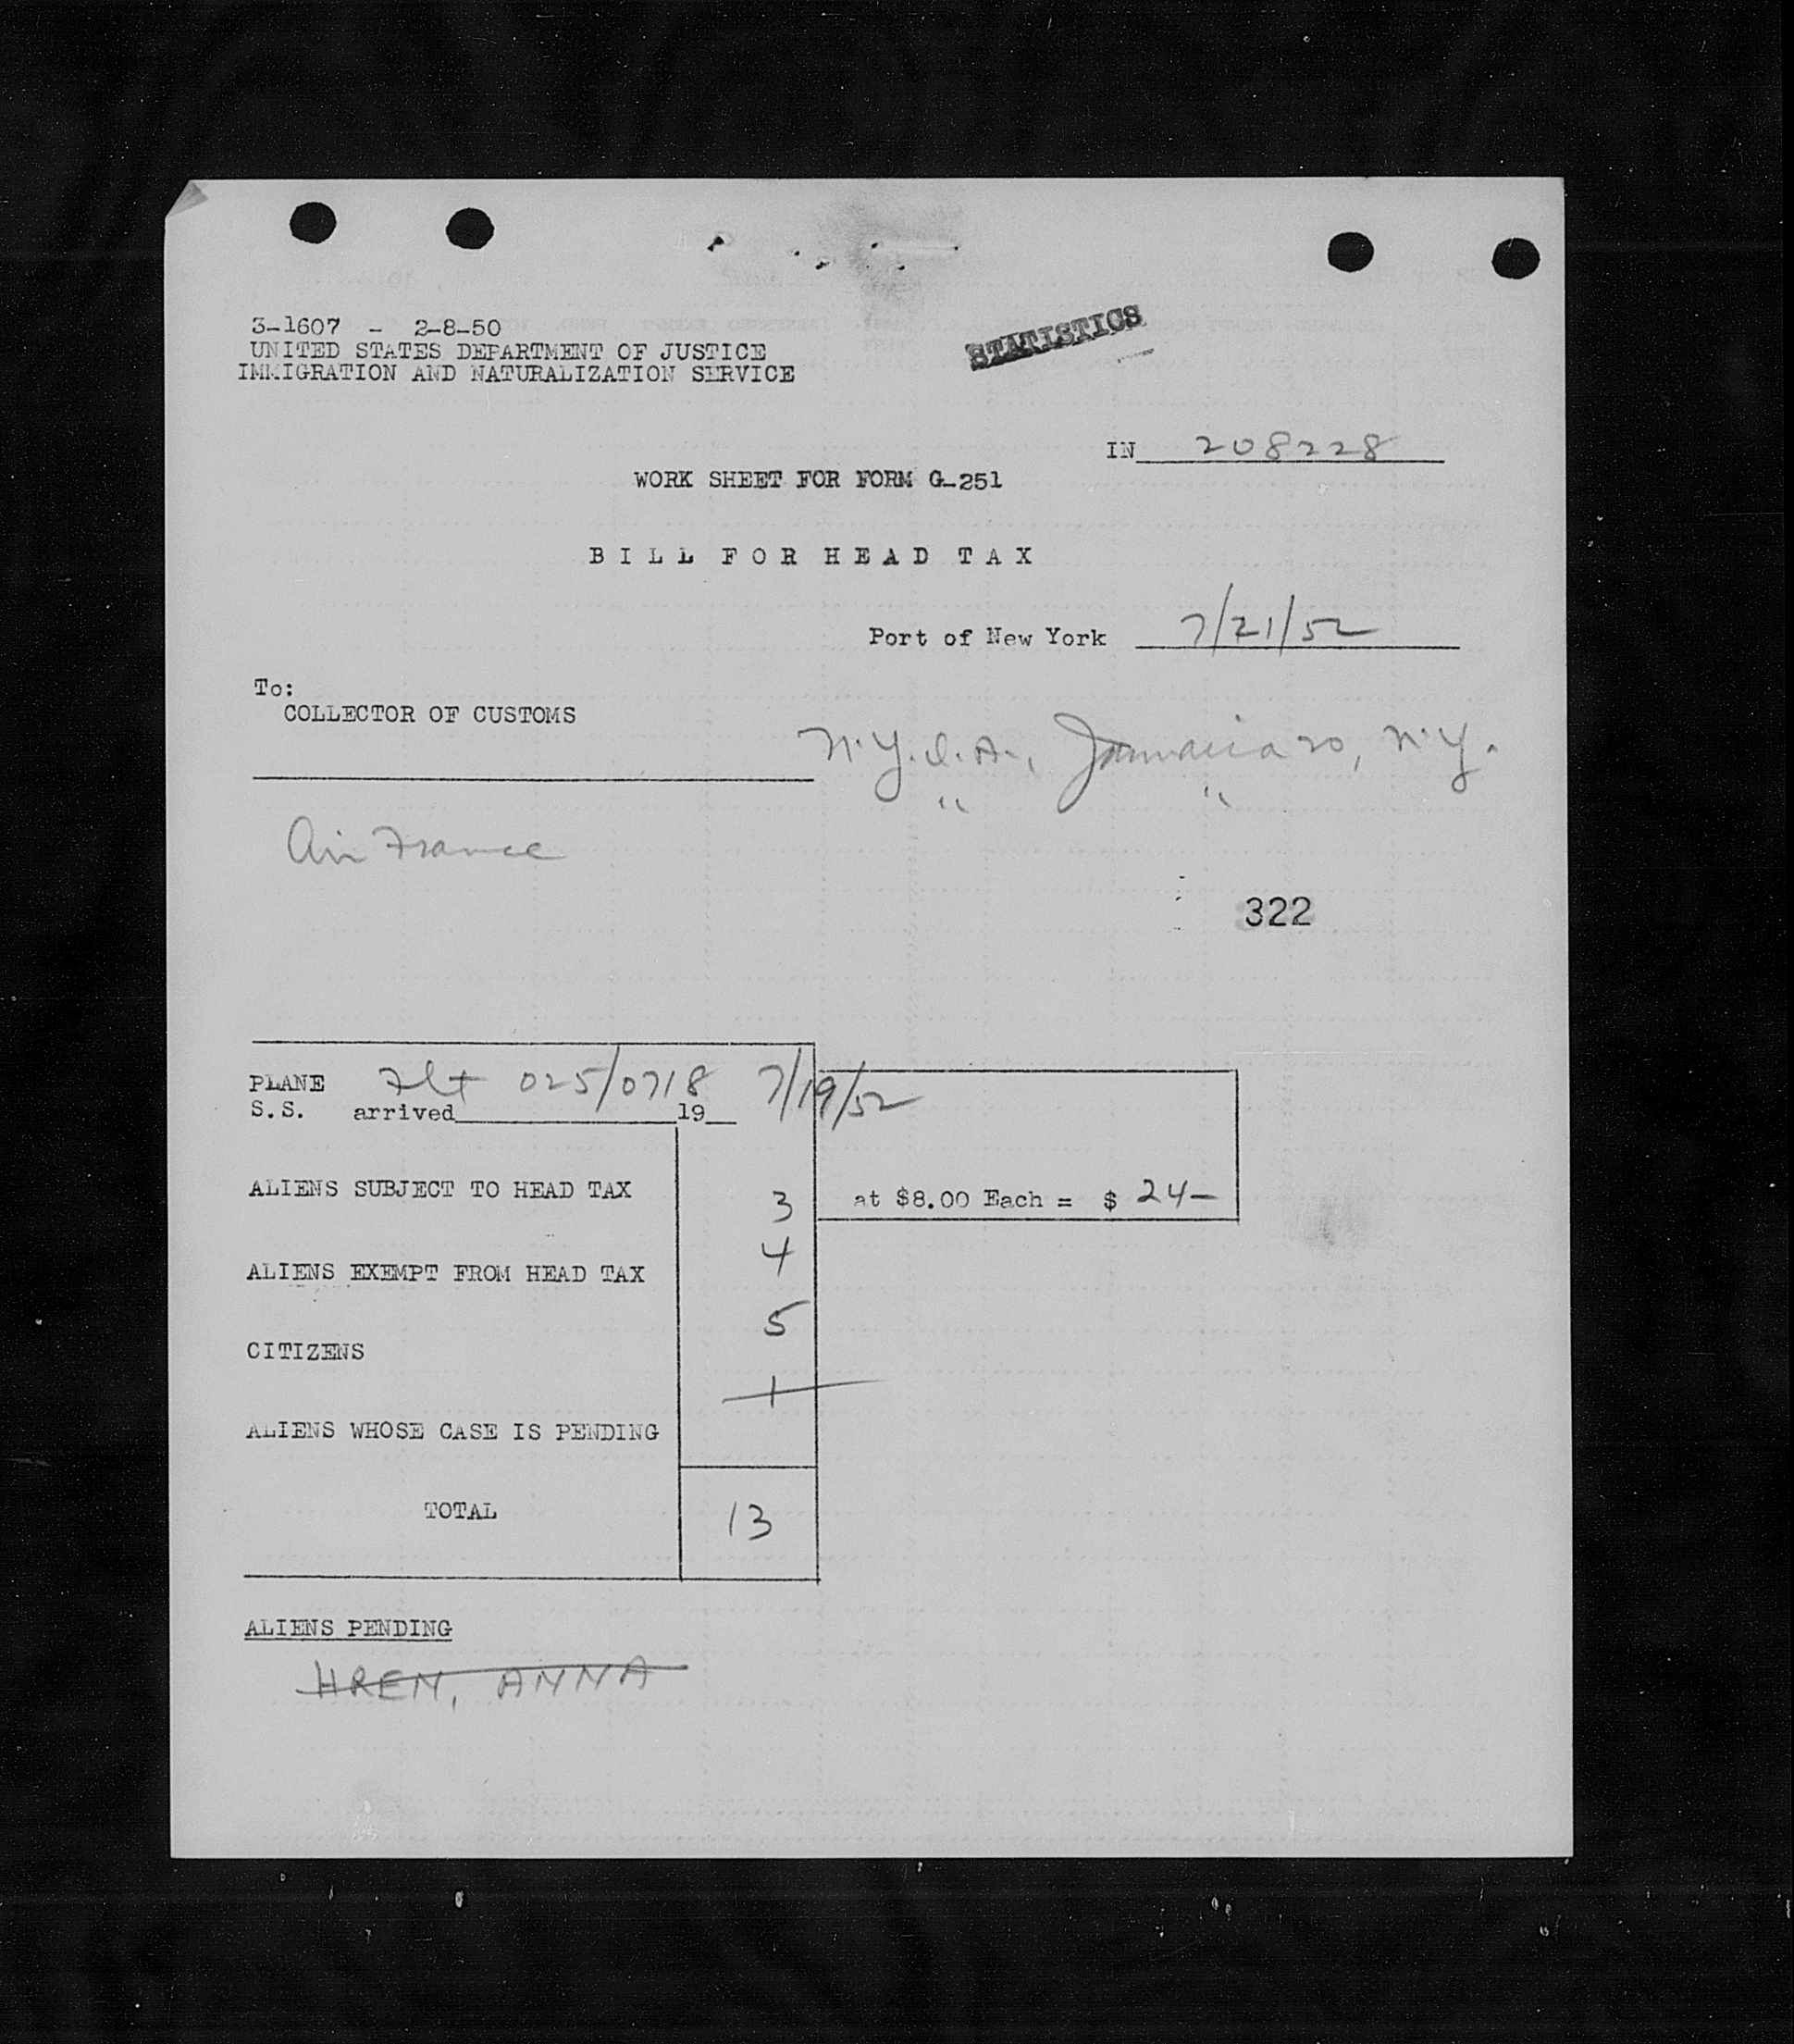 3-1607 - 2-8-50
UNITED STATES DEPARTMENT OF JUSTICE
IMMIGRATION AND NATURALIZATION SERVICE
STATISTICS
IN 208228
WORK SHEET FOR FORM G-251
BILL FOR HEAD TAX
Port of New York 7/21/52
To:
COLLECTOR OF CUSTOMS
N.Y.I.A., Jamaica 20, N.Y.
" "
Air France
322
PLANE Flt 025/0718 7/19/52
S.S. arrived 19
ALIENS SUBJECT TO HEAD TAX 3 at $8.00 Each = $ 24-
ALIENS EXEMPT FROM HEAD TAX 4
CITIZENS 5
ALIENS WHOSE CASE IS PENDING 1
TOTAL 13
ALIENS PENDING
HREN, ANNA